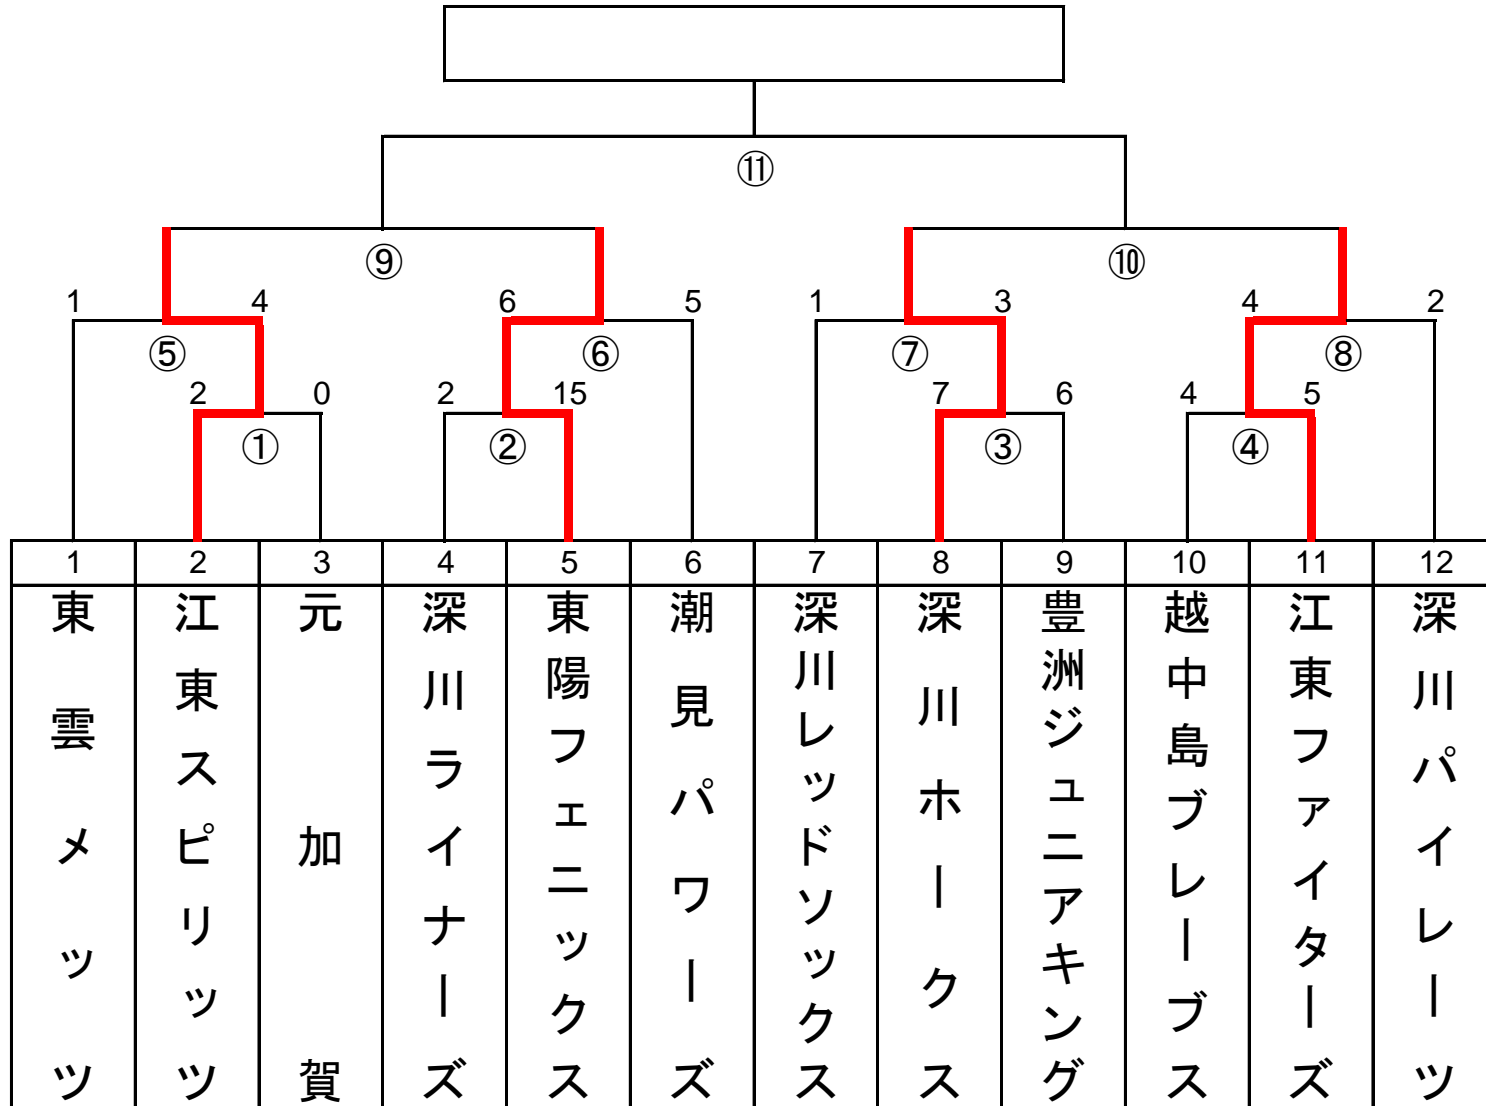 ⑪
⑨ ⑩
1 4 6 5 1 3 4 2
⑤ ⑥ ⑦ ⑧
2 0 2 15 7 6 4 5
① ② ③ ④
1 2 3 4 5 6 7 8 9 10 11 12
東雲メッツ
江東スピリッツ
元加賀
深川ライナーズ
東陽フェニックス
潮見パワーズ
深川レッドソックス
深川ホークス
豊洲ジュニアキング
越中島ブレーブス
江東ファイターズ
深川パイレーツ